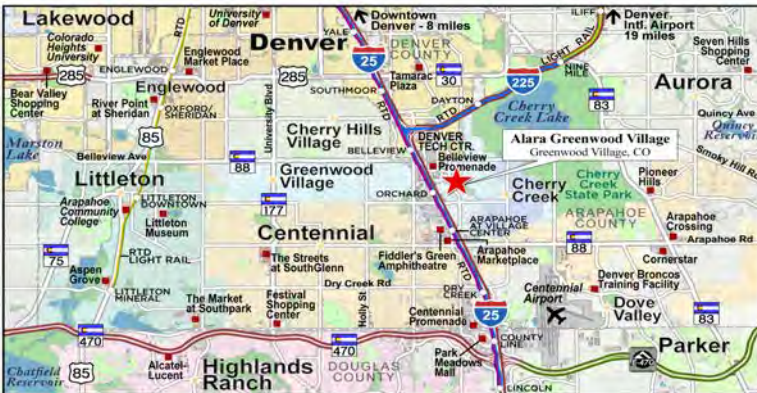 Lakewood
Colorado
Heights
University
University
of Denver
RTD
Denver
YALE
Downtown
Denver - 8 miles
25
DENVER
COUNTY
ILIFF
Denver
Intl. Airport
19 miles
LIGHT RAIL
285
ENGLEWOOD
Englewood
Market Place
285
Tamarac
Plaza
30
225
NINE
MILE
Seven Hills
Shopping
Center
Aurora
Bear Valley
Shopping
Center
Englewood
River Point
at Sheridan
OXFORD/
SHERIDAN
University Blvd
SOUTHMOOR
RTD
DAYTON
RTD
83
Cherry
Creek Lake
Quincy Ave
Quincy
Reservoir
Marston
Lake
85
Cherry Hills
Village
DENVER
TECH CTR.
Alara Greenwood Village
Greenwood Village, CO
Smoky Hill Rd
Belleview Ave
88
BELLEVIEW
Belleview
Promenade
Littleton
Greenwood
Village
ORCHARD
Cherry
Creek
Cherry
Creek
State Park
Pioneer
Hills
Arapahoe
Community
College
LITTLETON
DOWNTOWN
Littleton
Museum
177
ARAPAHOE
COUNTY
Centennial
ARAPAHOE
AT VILLAGE
CENTER
Arapahoe
Crossing
Arapahoe Rd
75
RTD
LIGHT RAIL
The Streets
at SouthGlenn
Fiddler's Green
Amphitheatre
RTD
Arapahoe
Marketplace
88
Cornerstar
Aspen
Grove
Dry Creek Rd
DRY
CREEK
Centennial
Airport
Denver Broncos
Training Facility
LITTLETON
MINERAL
The Market
at Southpark
Festival
Shopping
Center
Holly St
25
Dove
Valley
83
Centennial
Promenade
470
470
COUNTY
LINE
Parker
Park
Meadows
Mall
Chatfield
Reservoir
85
Alcatel-
Lucent
Highlands
Ranch
DOUGLAS
COUNTY
LINCOLN